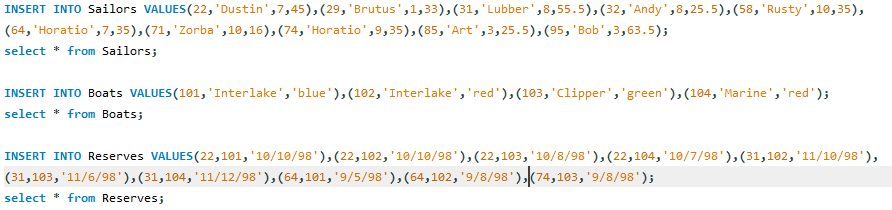 INSERT INTO Sailors VALUES(22,'Dustin',7,45),(29,'Brutus',1,33),(31,'Lubber',8,55.5),(32,'Andy',8,25.5),(58,'Rusty',10,35),
(64,'Horatio',7,35),(71,'Zorba',10,16),(74,'Horatio',9,35),(85,'Art',3,25.5),(95,'Bob',3,63.5);
select * from Sailors;
INSERT INTO Boats VALUES(101,'Interlake','blue'),(102,'Interlake','red'),(103,'Clipper','green'),(104,'Marine','red');
select * from Boats;
INSERT INTO Reserves VALUES(22,101,'10/10/98'),(22,102,'10/10/98'),(22,103,'10/8/98'),(22,104,'10/7/98'),(31,102,'11/10/98'),
(31,103,'11/6/98'),(31,104,'11/12/98'),(64,101,'9/5/98'),(64,102,'9/8/98'),(74,103,'9/8/98');
select * from Reserves;